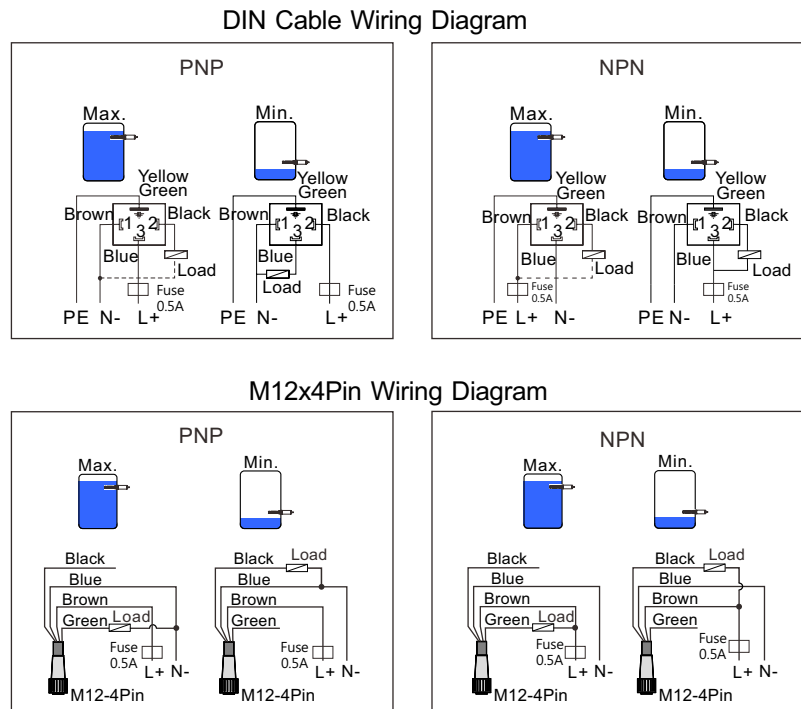 DIN Cable Wiring Diagram
PNP
Max.
Min.
Yellow
Green
Brown
1 3 2
Black
Blue
Load
Fuse
0.5A
PE N- L+
Yellow
Green
Brown
1 3 2
Black
Blue
Load
Fuse
0.5A
PE N- L+
NPN
Max.
Min.
Yellow
Green
Brown
1 3 2
Black
Blue
Load
Fuse
0.5A
PE L+ N-
Yellow
Green
Brown
1 3 2
Black
Blue
Load
Fuse
0.5A
PE N- L+
M12x4Pin Wiring Diagram
PNP
Max.
Min.
Black
Blue
Brown
Green Load
Fuse
0.5A
L+ N-
M12-4Pin
Black Load
Blue
Brown
Green
Fuse
0.5A
L+ N-
M12-4Pin
NPN
Max.
Min.
Black
Blue
Brown
Green Load
Fuse
0.5A
L+ N-
M12-4Pin
Black Load
Blue
Brown
Green
Fuse
0.5A
L+ N-
M12-4Pin